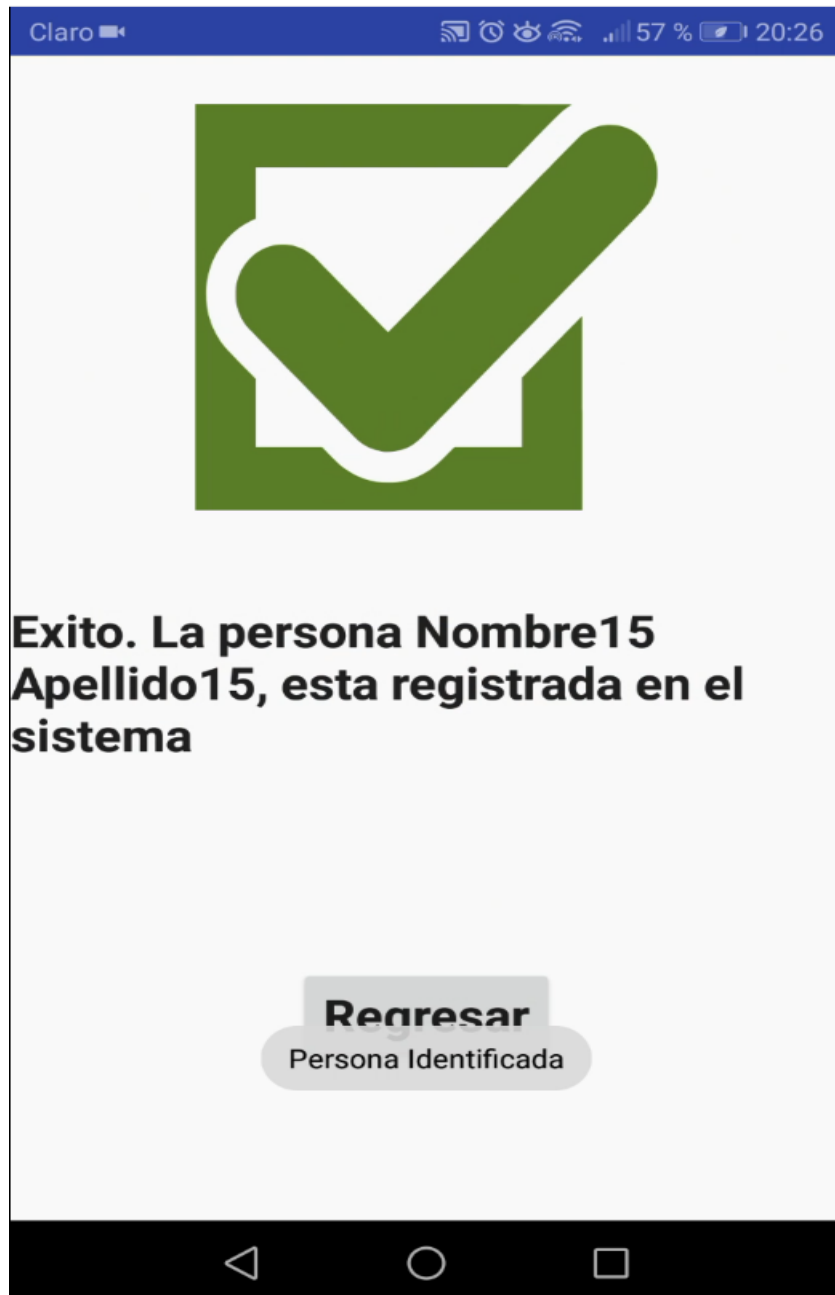 Claro 57 % 20:26
Exito. La persona Nombre15
Apellido15, esta registrada en el
sistema
Regresar
Persona Identificada